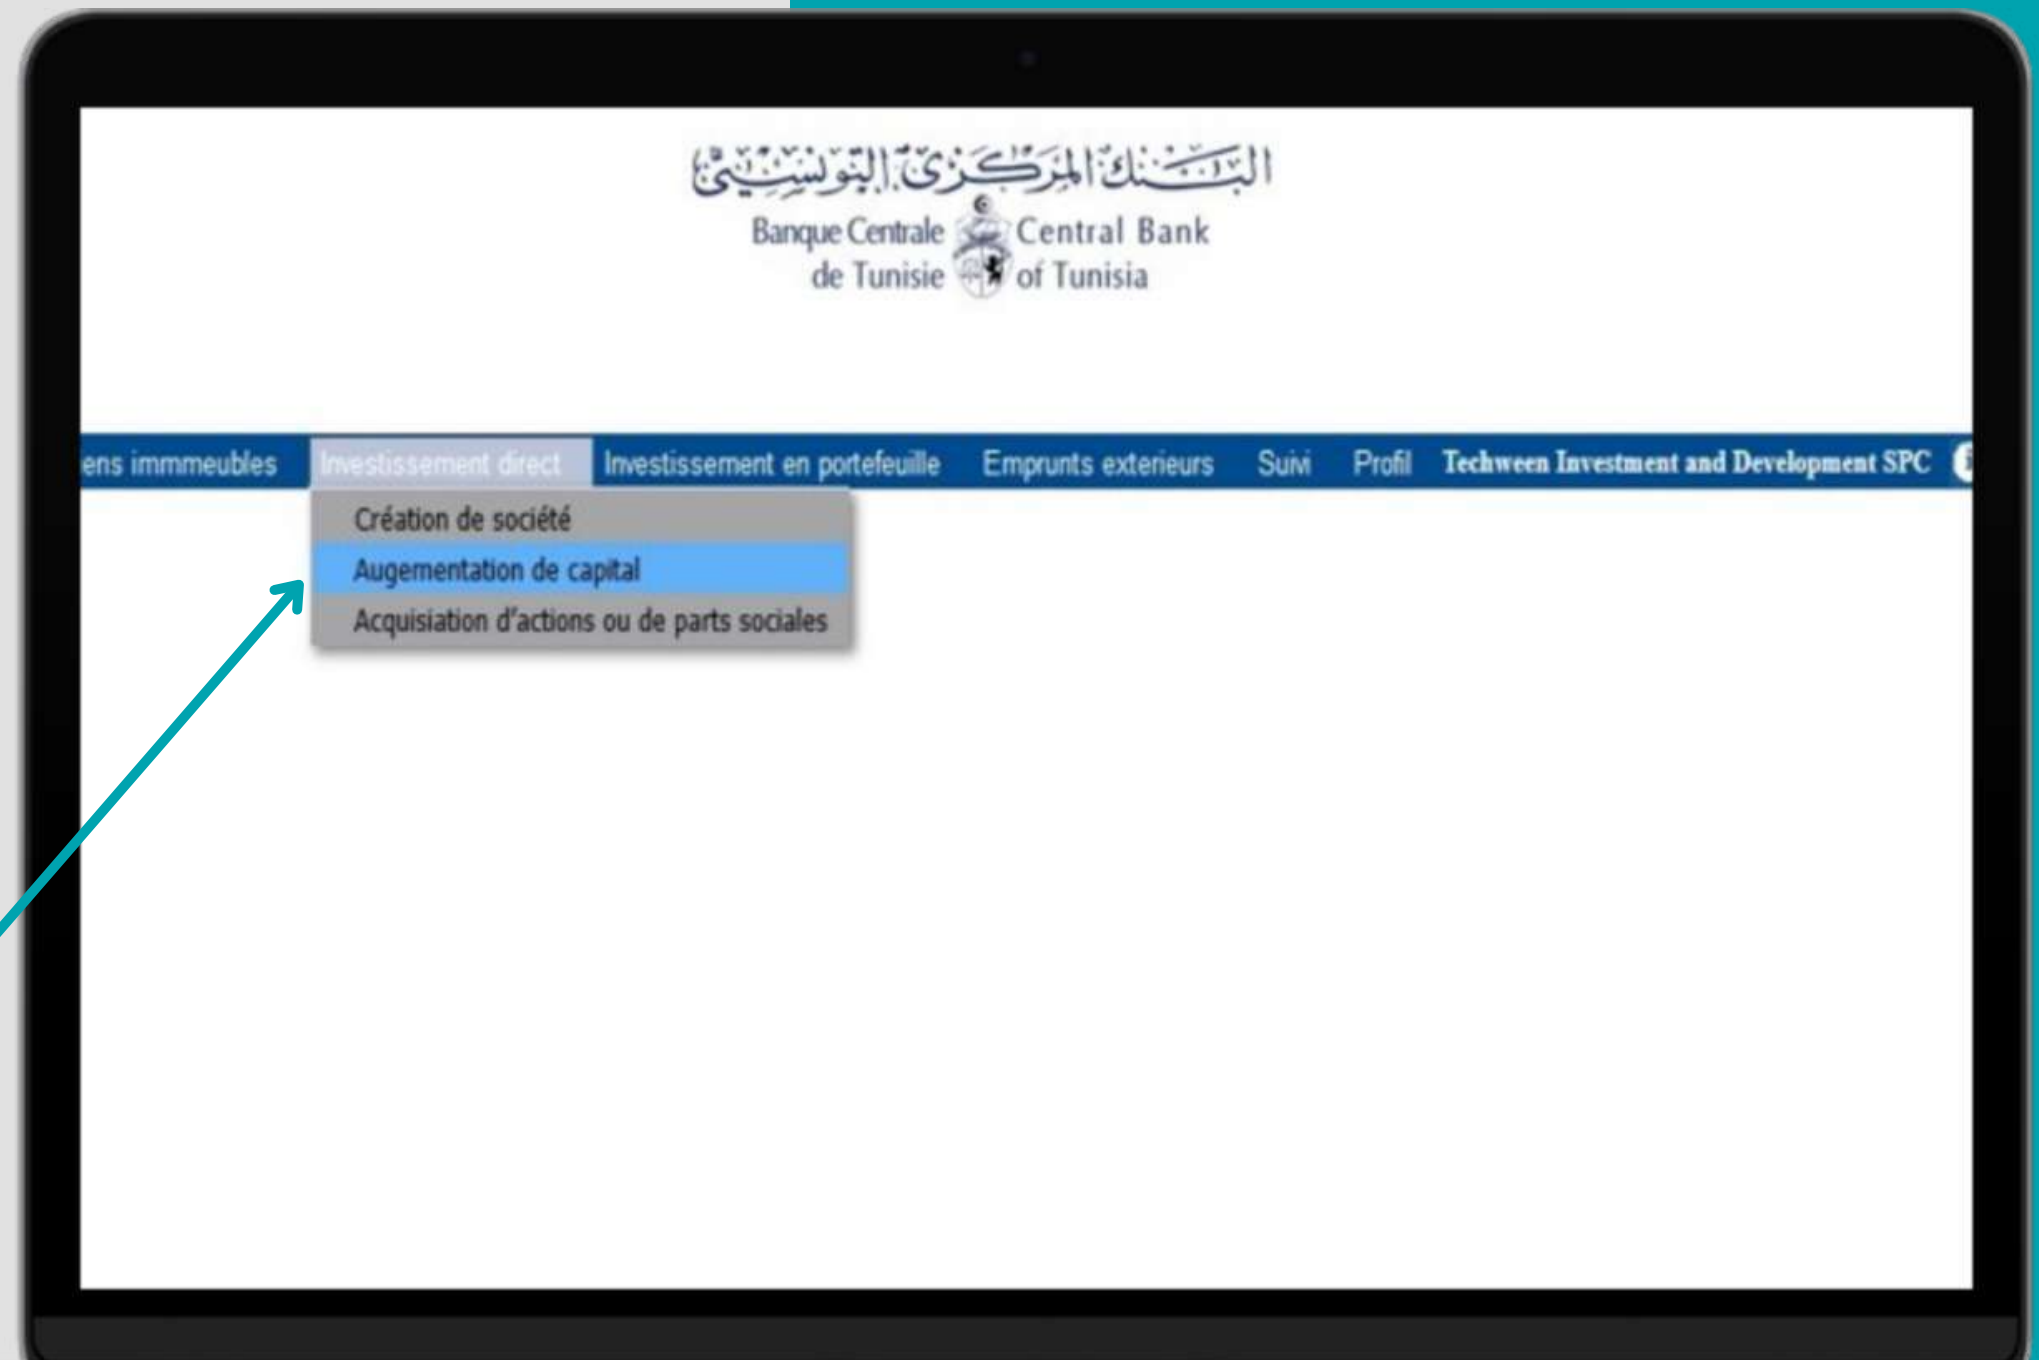 البنك المركزي التونسي
Banque Centrale Central Bank
de Tunisie of Tunisia
ens immmeubles Investissement direct Investissement en portefeuille Emprunts exterieurs Suivi Profil Techween Investment and Development SPC
Création de société
Augementation de capital
Acquisiation d'actions ou de parts sociales